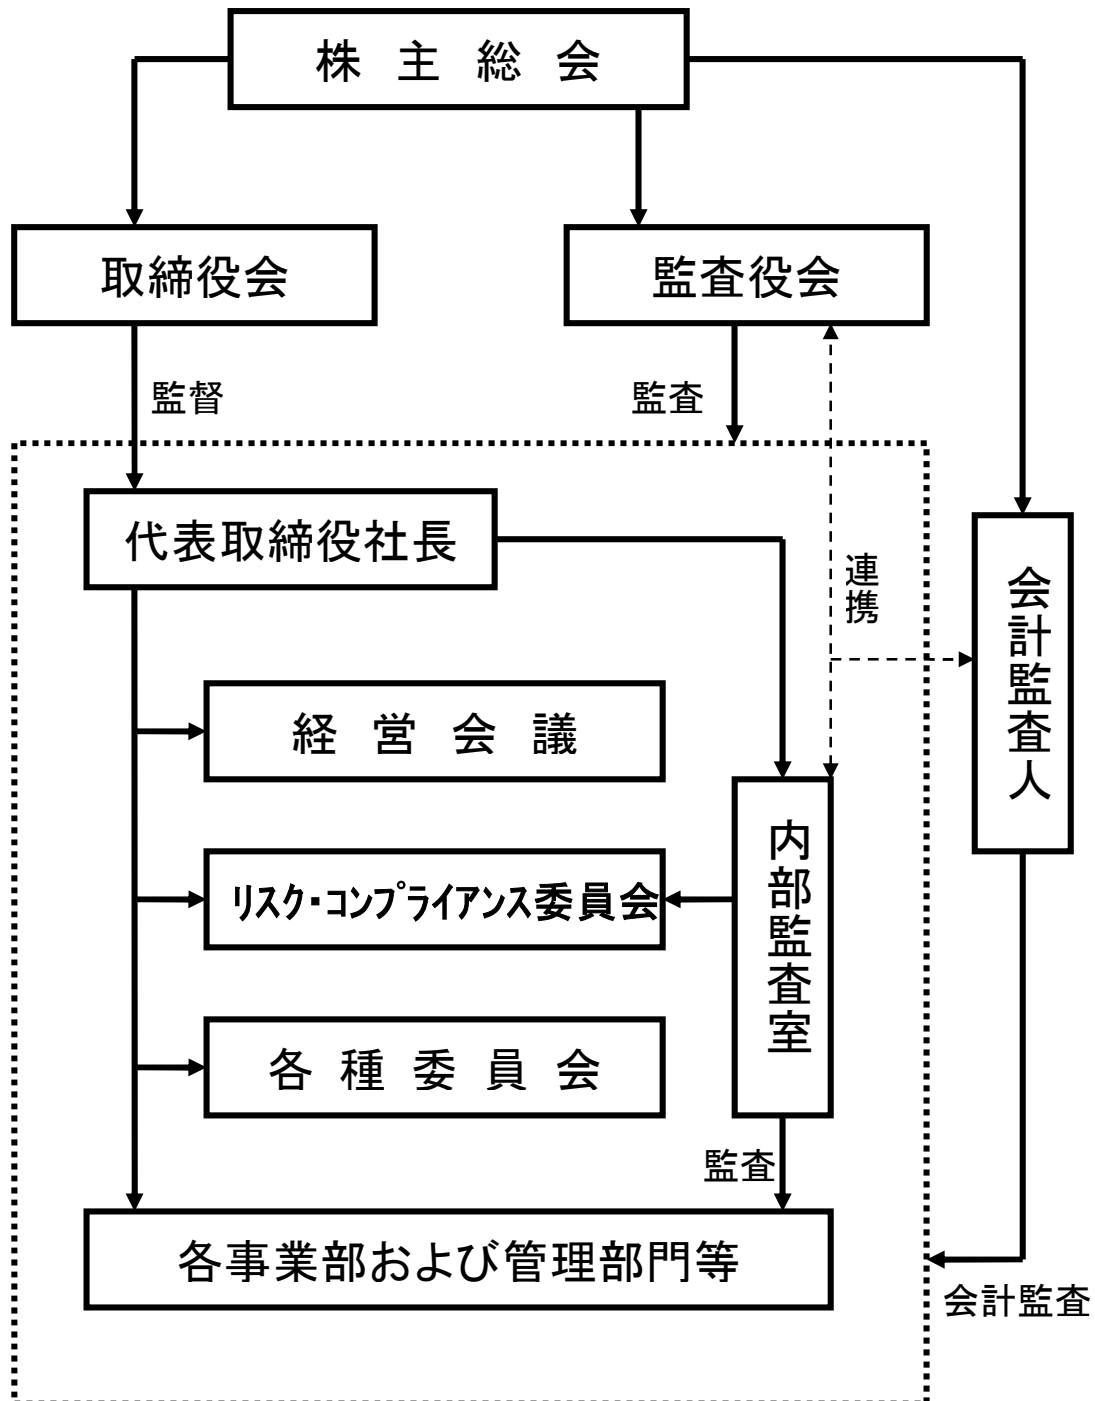 株主総会
取締役会
監査役会
監督
監査
代表取締役社長
連携
会計監査人
経営会議
内部監査室
リスク・コンプライアンス委員会
各種委員会
監査
各事業部および管理部門等
会計監査